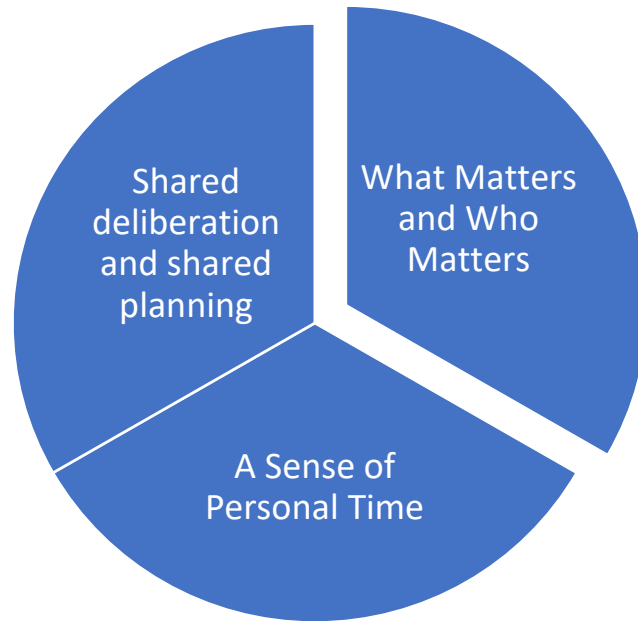 Shared
deliberation
and shared
planning
What Matters
and Who
Matters
A Sense of
Personal Time